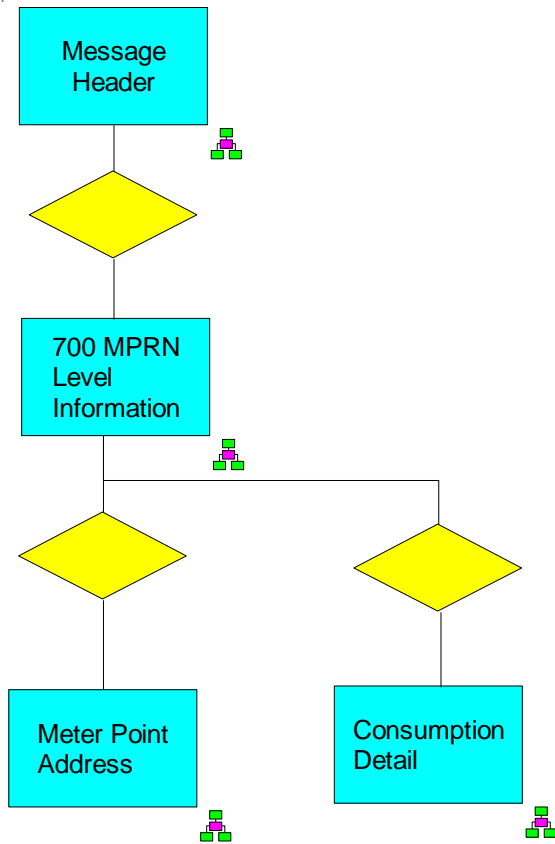 Message
Header
700 MPRN
Level
Information
Meter Point
Address
Consumption
Detail